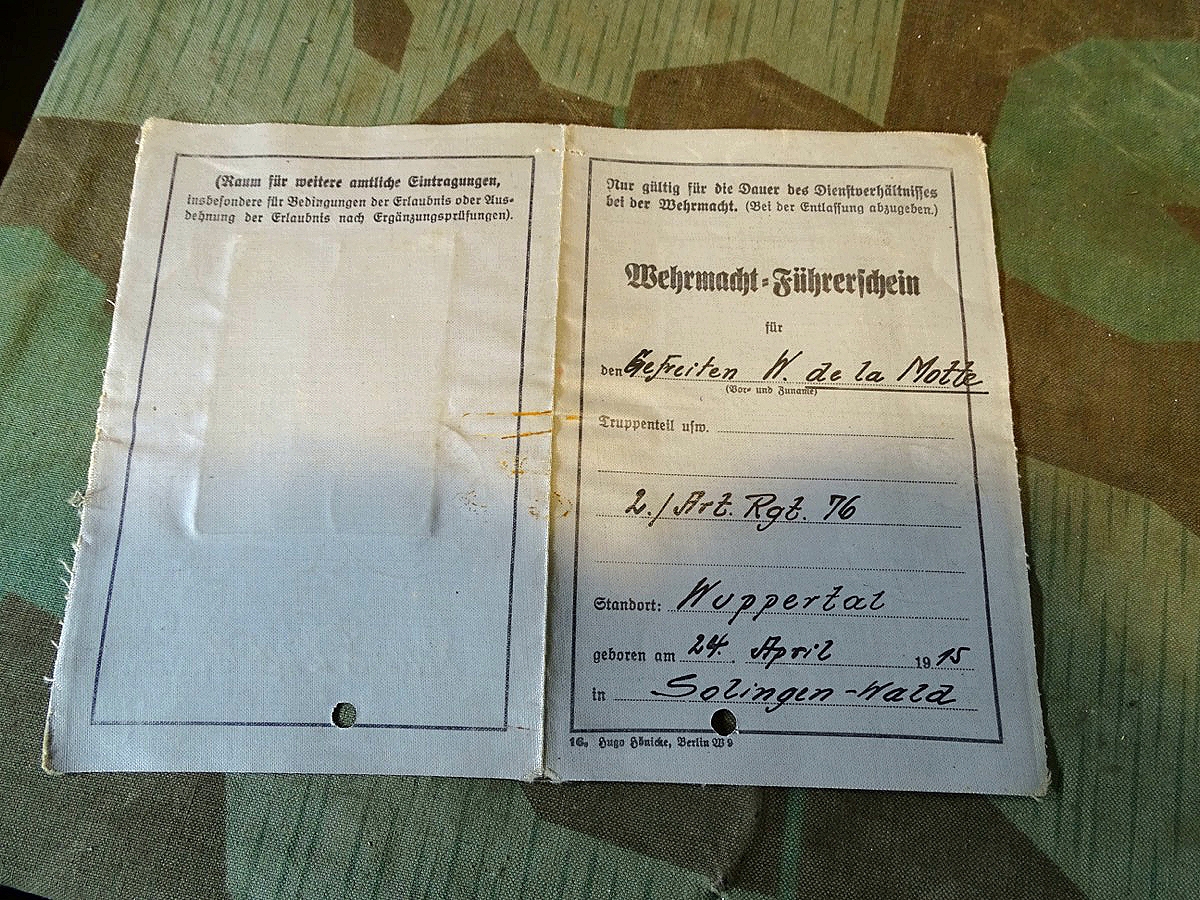 (Raum für weitere amtliche Eintragungen,
insbesondere für Bedingungen der Erlaubnis oder Aus-
dehnung der Erlaubnis nach Ergänzungsprüfungen).
Nur gültig für die Dauer des Dienstverhältnisses
bei der Wehrmacht. (Bei der Entlassung abzugeben.)
Wehrmacht-Führerschein
für
den Gefreiten W. de la Motte
(Vor- und Zuname)
Truppenteil usw.
2./Art. Rgt. 76
Standort: Wuppertal
geboren am 24. April 1915
in Solingen-Wald
Hugo Hönicke, Berlin W 9